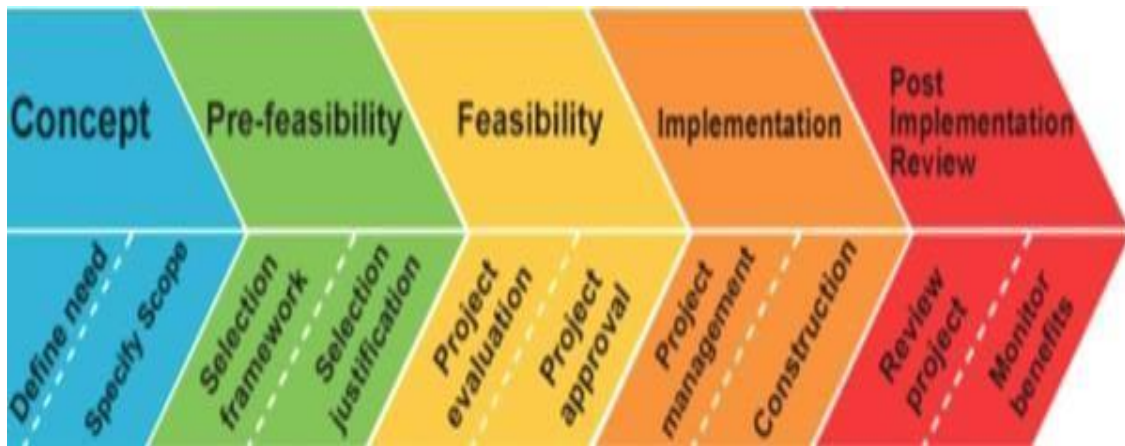 Concept
Pre-feasibility
Feasibility
Implementation
Post
Implementation
Review
Define need
Specify Scope
Selection
framework
Selection
justification
Project
evaluation
Project
approval
Project
management
Construction
Review
project
Monitor
benefits